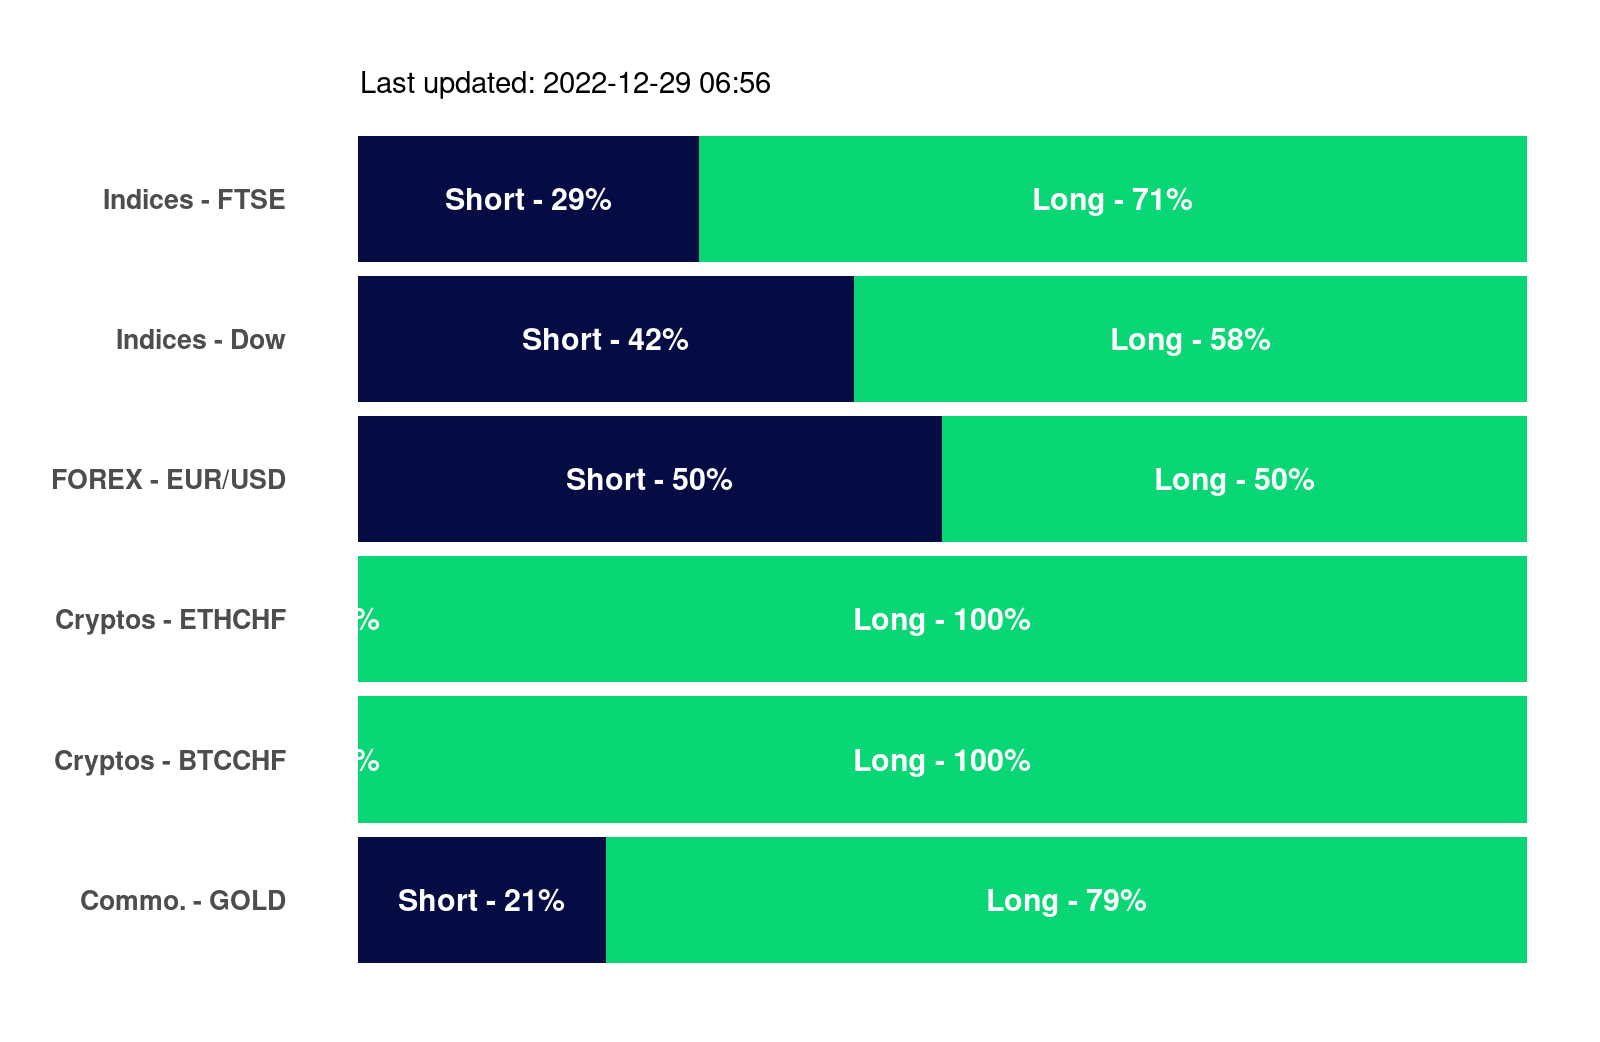 Last updated: 2022-12-29 06:56
Indices - FTSE Short - 29% Long - 71%
Indices - Dow Short - 42% Long - 58%
FOREX - EUR/USD Short - 50% Long - 50%
Cryptos - ETHCHF % Long - 100%
Cryptos - BTCCHF % Long - 100%
Commo. - GOLD Short - 21% Long - 79%